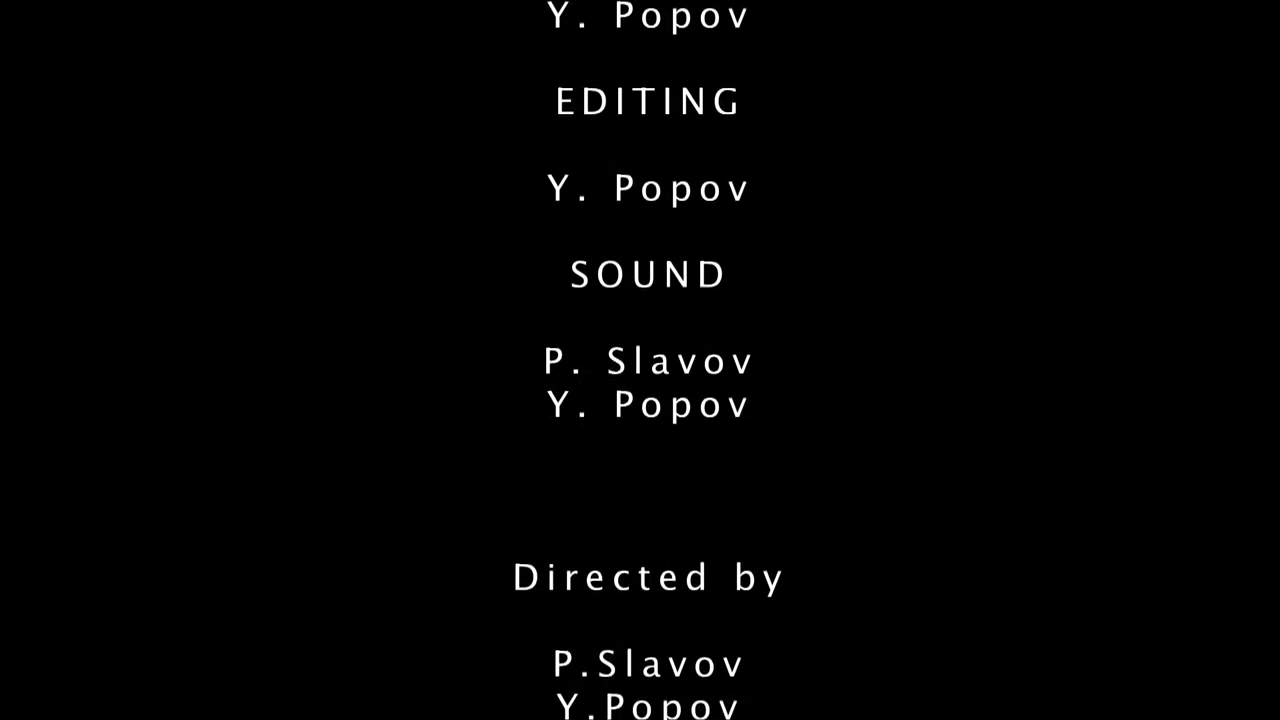 Y. Popov
EDITING
Y. Popov
SOUND
P. Slavov
Y. Popov
Directed by
P.Slavov
Y.Popov